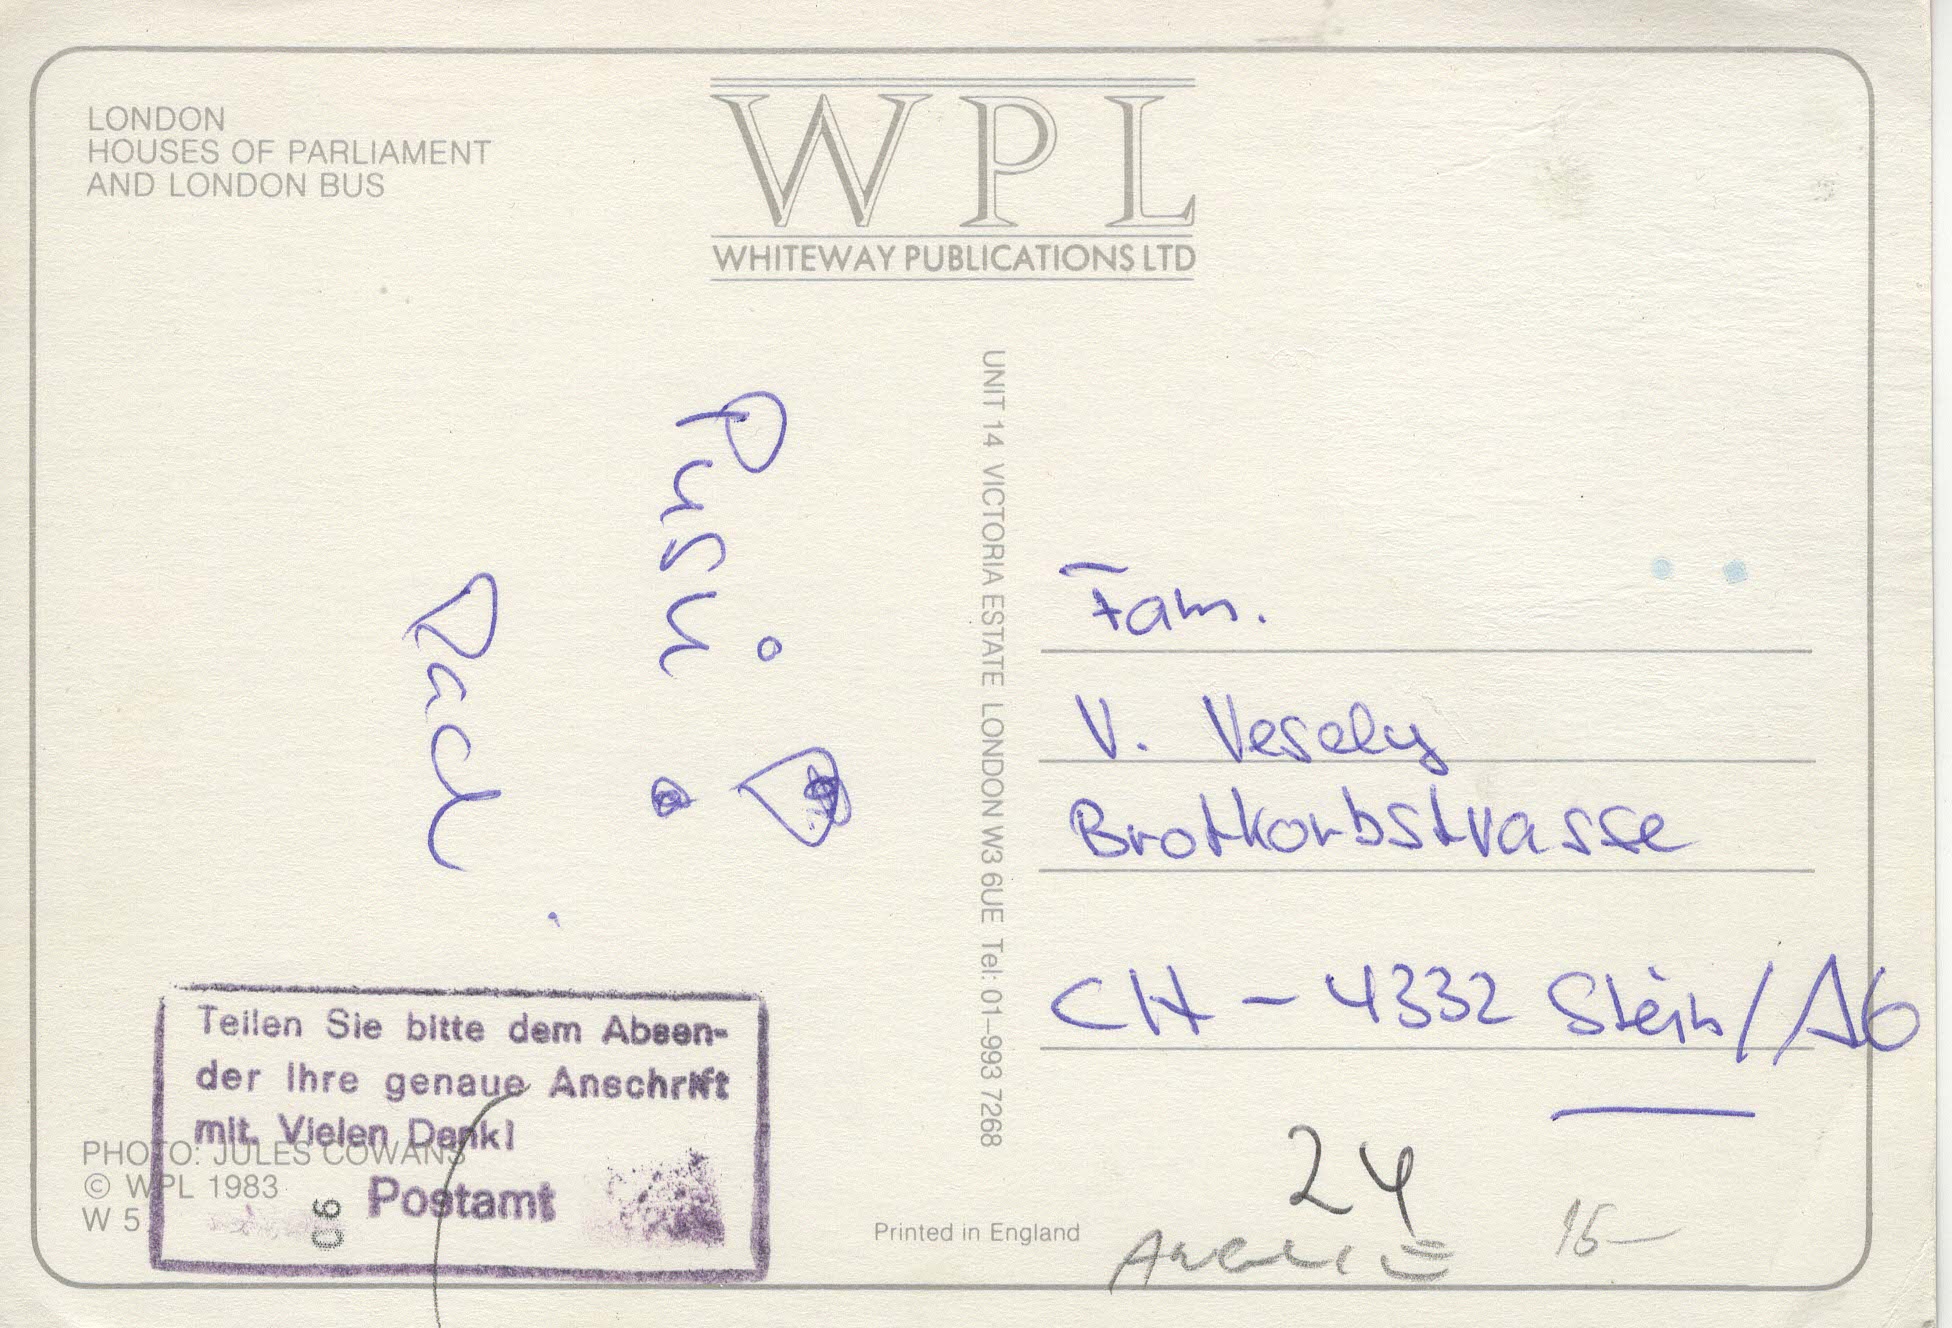 LONDON
HOUSES OF PARLIAMENT
AND LONDON BUS
WPL
WHITEWAY PUBLICATIONS LTD
UNIT 14 VICTORIA ESTATE LONDON W3 6UE Tel: 01-993 7268
Fam.
V. Vesely
Brotkorbstrasse
CH - 4332 Stein/AG
Teilen Sie bitte dem Absen-
der Ihre genaue Anschrift
mit. Vielen Dank!
Postamt
PHOTO: JULES COWANS
© WPL 1983
W 5
Printed in England
24